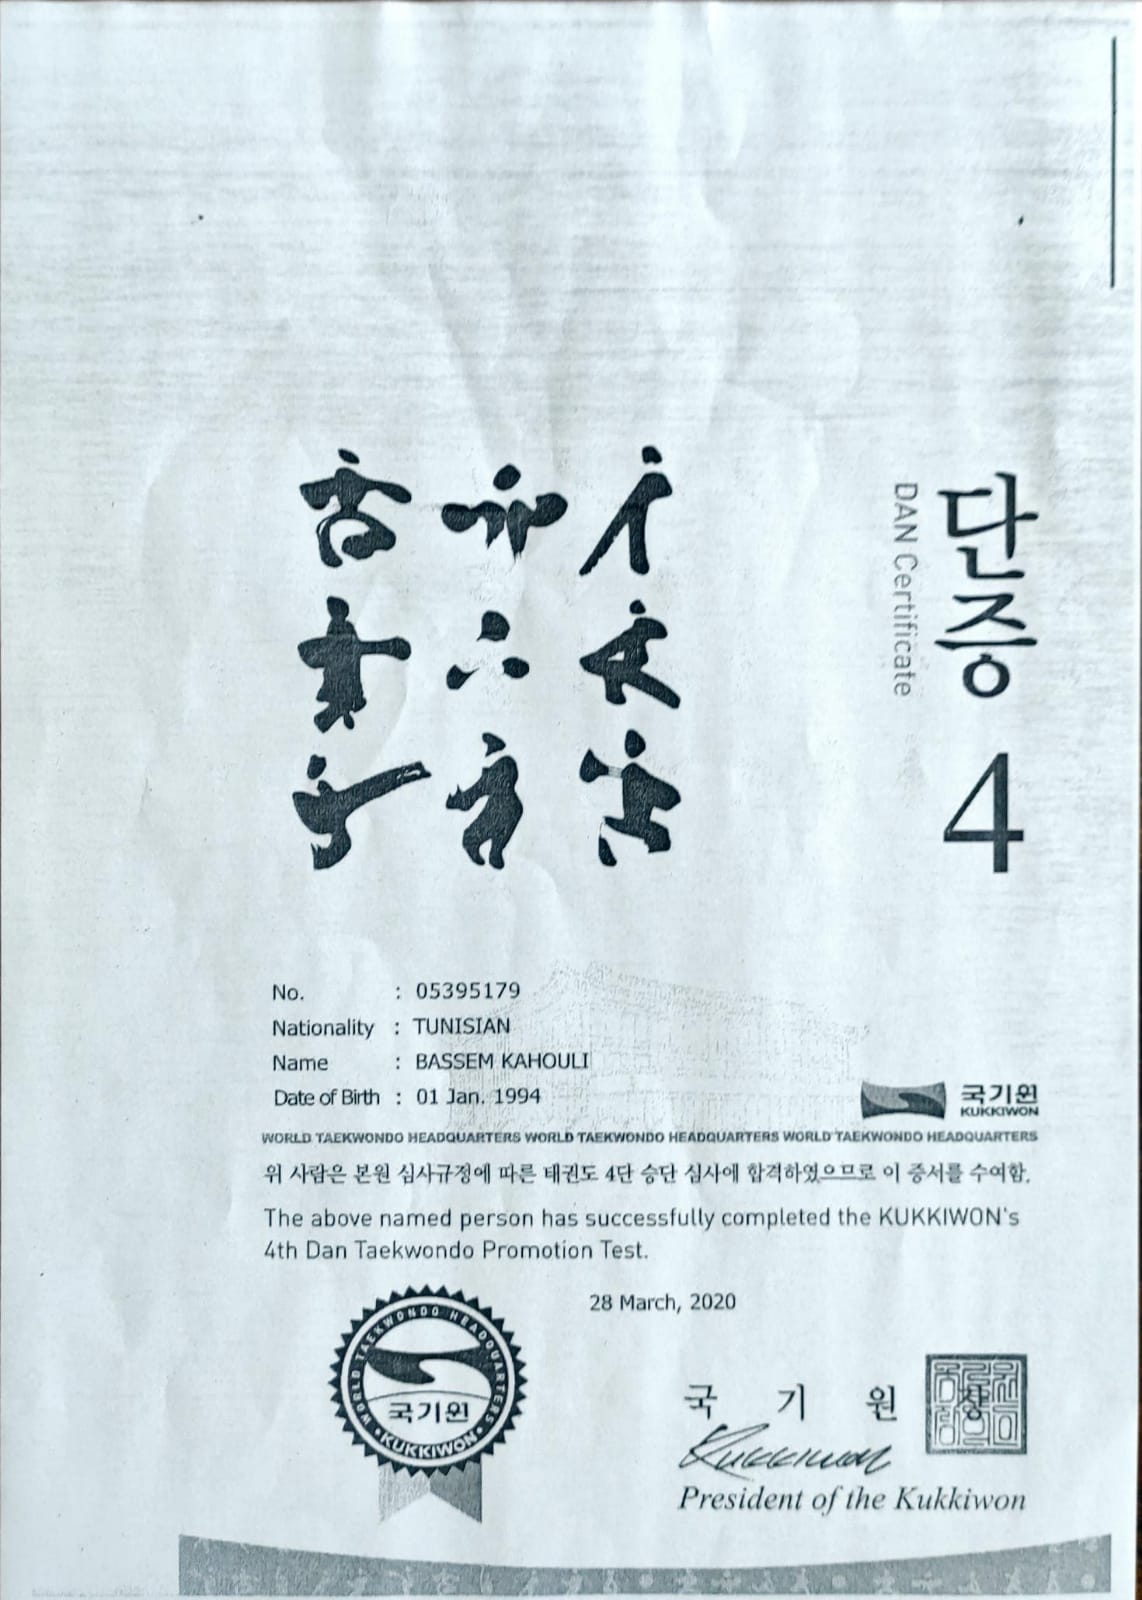 단증
DAN Certificate
4
No. : 05395179
Nationality : TUNISIAN
Name : BASSEM KAHOULI
Date of Birth : 01 Jan. 1994
국기원
KUKKIWON
WORLD TAEKWONDO HEADQUARTERS WORLD TAEKWONDO HEADQUARTERS WORLD TAEKWONDO HEADQUARTERS
위 사람은 본원 심사규정에 따른 태권도 4단 승단 심사에 합격하였으므로 이 증서를 수여함.
The above named person has successfully completed the KUKKIWON's
4th Dan Taekwondo Promotion Test.
28 March, 2020
WORLD TAEKWONDO HEADQUARTERS
국기원
KUKKIWON
국 기 원
Kukkiwon
President of the Kukkiwon